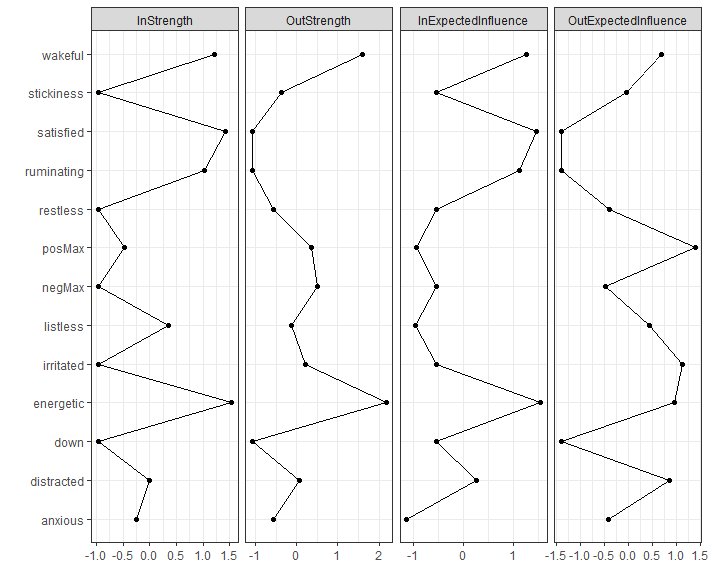 InStrength OutStrength InExpectedInfluence OutExpectedInfluence
wakeful
stickiness
satisfied
ruminating
restless
posMax
negMax
listless
irritated
energetic
down
distracted
anxious
-1.0 -0.5 0.0 0.5 1.0 1.5 -1 0 1 2 -1 0 1 -1.5 -1.0 -0.5 0.0 0.5 1.0 1.5